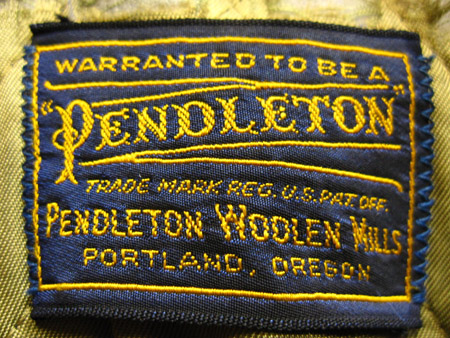 WARRANTED TO BE A
"PENDLETON"
TRADE MARK REG. U.S. PAT. OFF.
PENDLETON WOOLEN MILLS
PORTLAND, OREGON